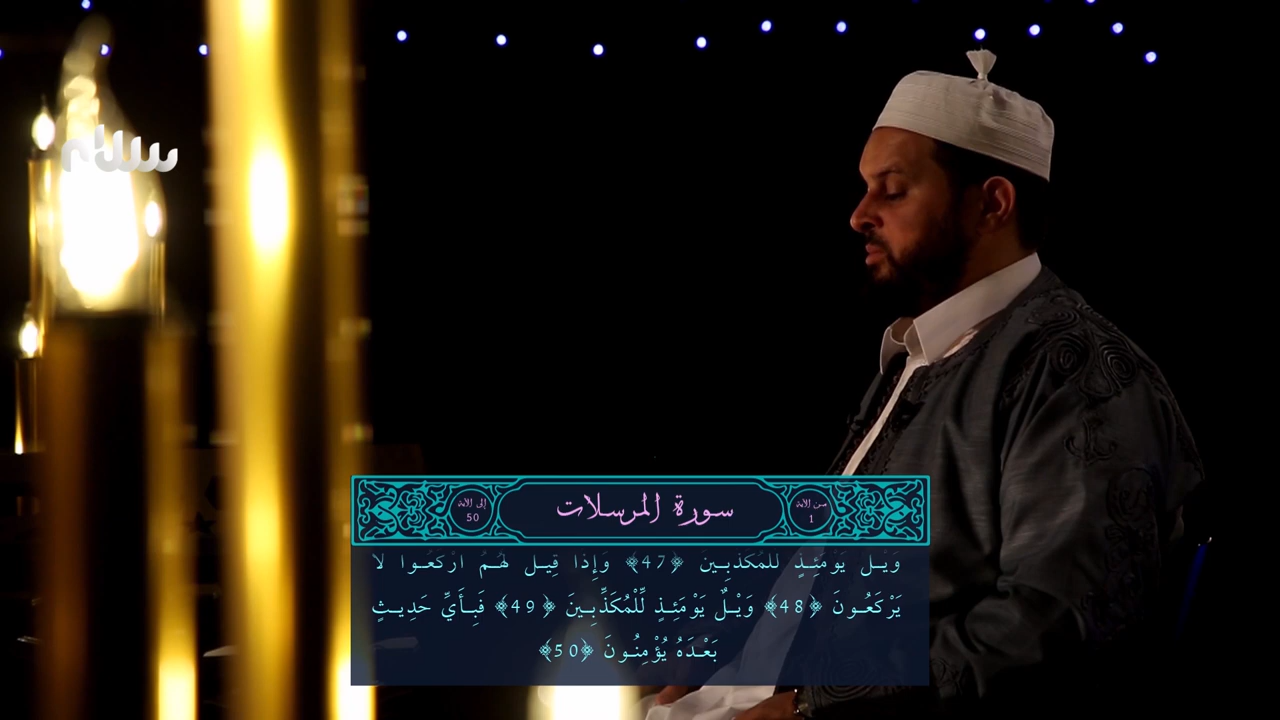 سلام
من الآية
1
سورة المرسلات
إلى الآية
50
وَيْلٌ يَوْمَئِذٍ لِّلْمُكَذِّبِينَ ﴿47﴾ وَإِذَا قِيلَ لَهُمُ ارْكَعُوا لَا
يَرْكَعُونَ ﴿48﴾ وَيْلٌ يَوْمَئِذٍ لِّلْمُكَذِّبِينَ ﴿49﴾ فَبِأَيِّ حَدِيثٍ
بَعْدَهُ يُؤْمِنُونَ ﴿50﴾